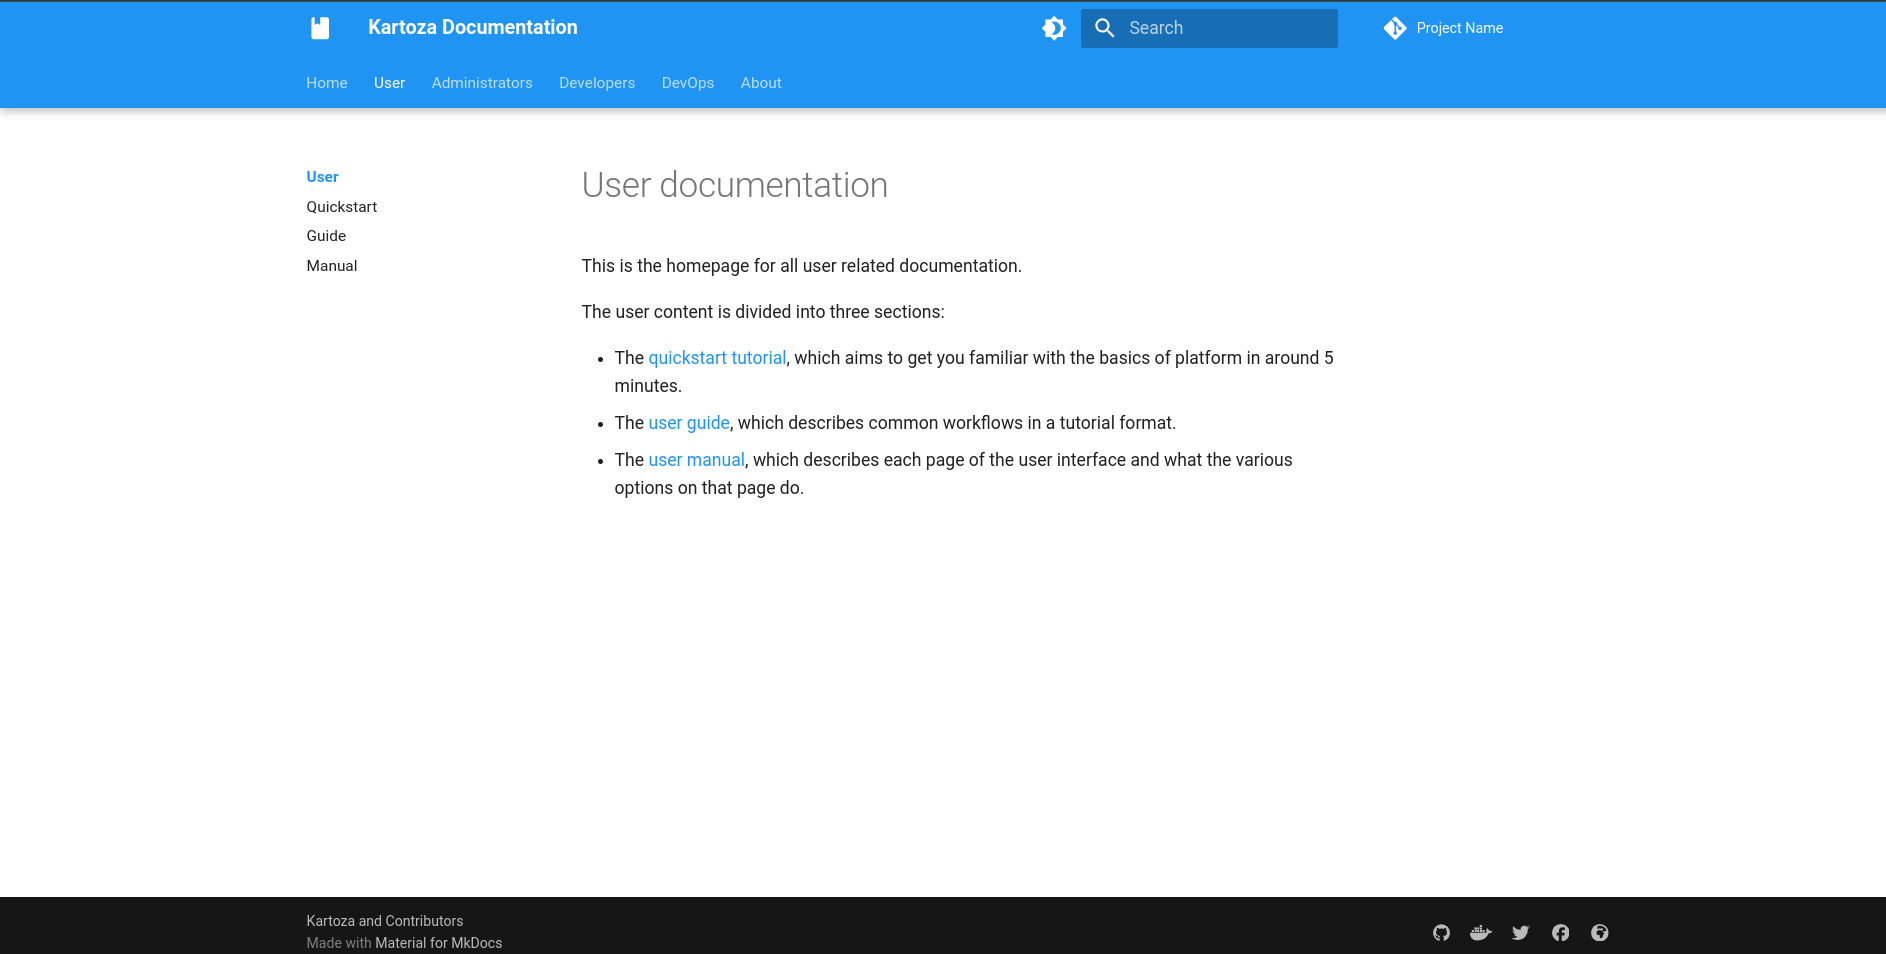 Kartoza Documentation
Search
Project Name
Home User Administrators Developers DevOps About
User
Quickstart
Guide
Manual
User documentation
This is the homepage for all user related documentation.
The user content is divided into three sections:
• The quickstart tutorial, which aims to get you familiar with the basics of platform in around 5
minutes.
• The user guide, which describes common workflows in a tutorial format.
• The user manual, which describes each page of the user interface and what the various
options on that page do.
Kartoza and Contributors
Made with Material for MkDocs